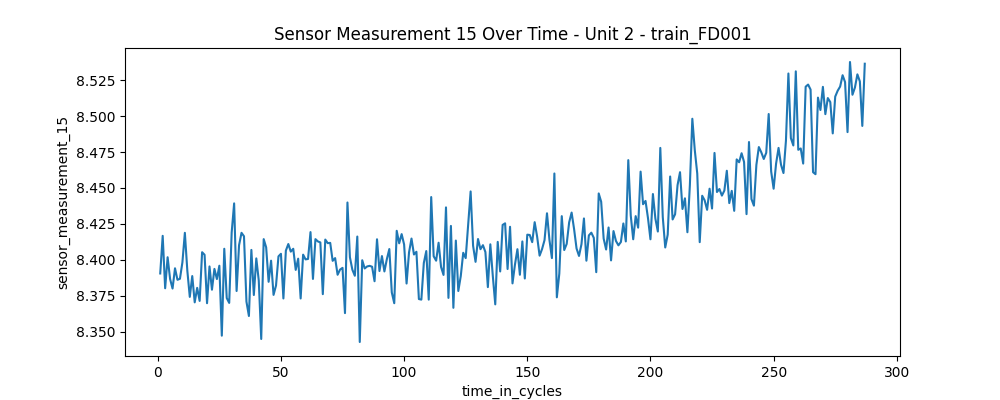 Sensor Measurement 15 Over Time - Unit 2 - train_FD001
8.525
8.500
8.475
8.450
8.425
8.400
8.375
8.350
sensor_measurement_15
0 50 100 150 200 250 300
time_in_cycles